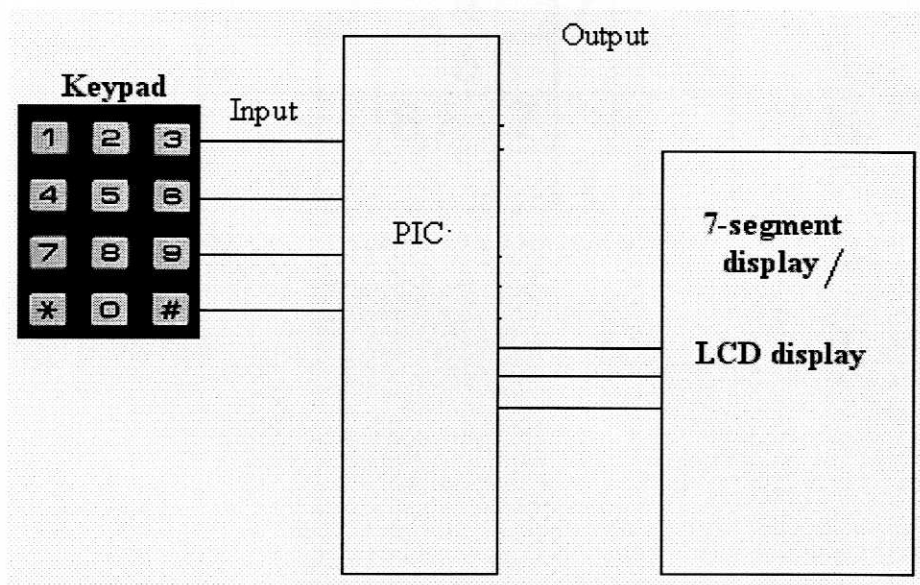 Output
Keypad
Input
1 2 3
4 5 6
7 8 9
* 0 #
PIC
7-segment
display /
LCD display